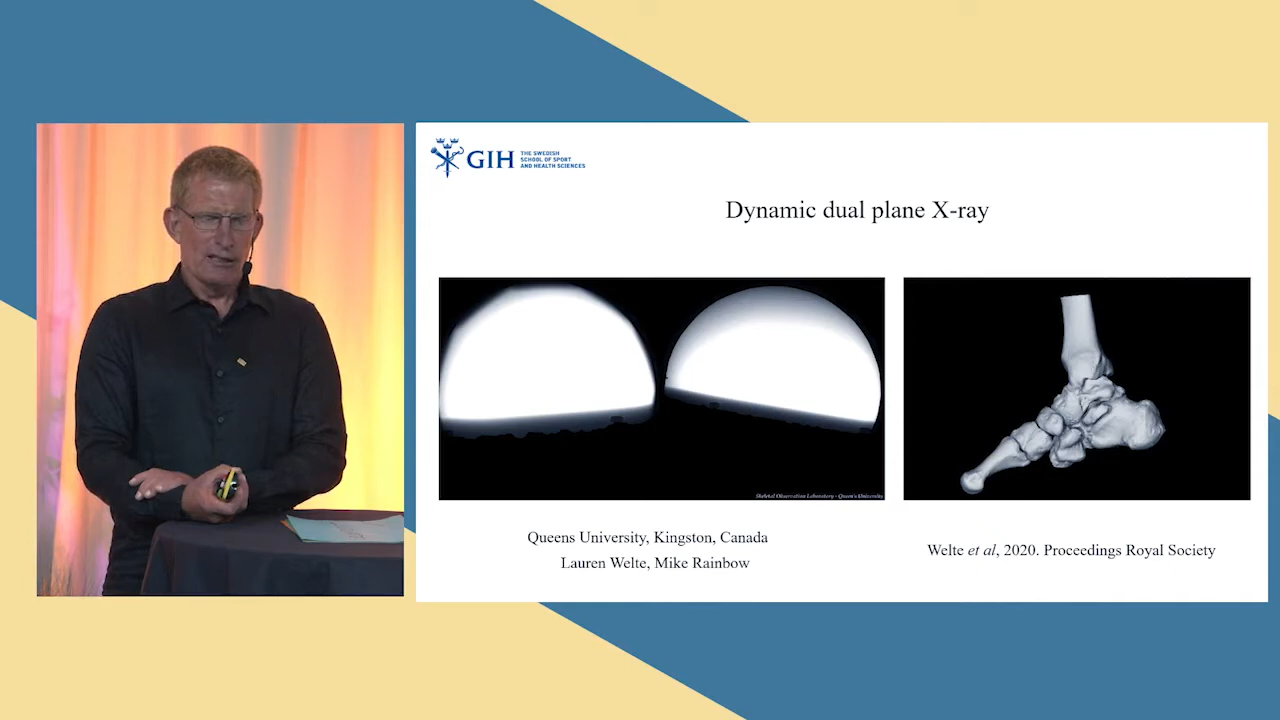 GIH
THE SWEDISH
SCHOOL OF SPORT
AND HEALTH SCIENCES
Dynamic dual plane X-ray
Skeletal Observation Laboratory - Queen's University
Queens University, Kingston, Canada
Lauren Welte, Mike Rainbow
Welte et al, 2020. Proceedings Royal Society